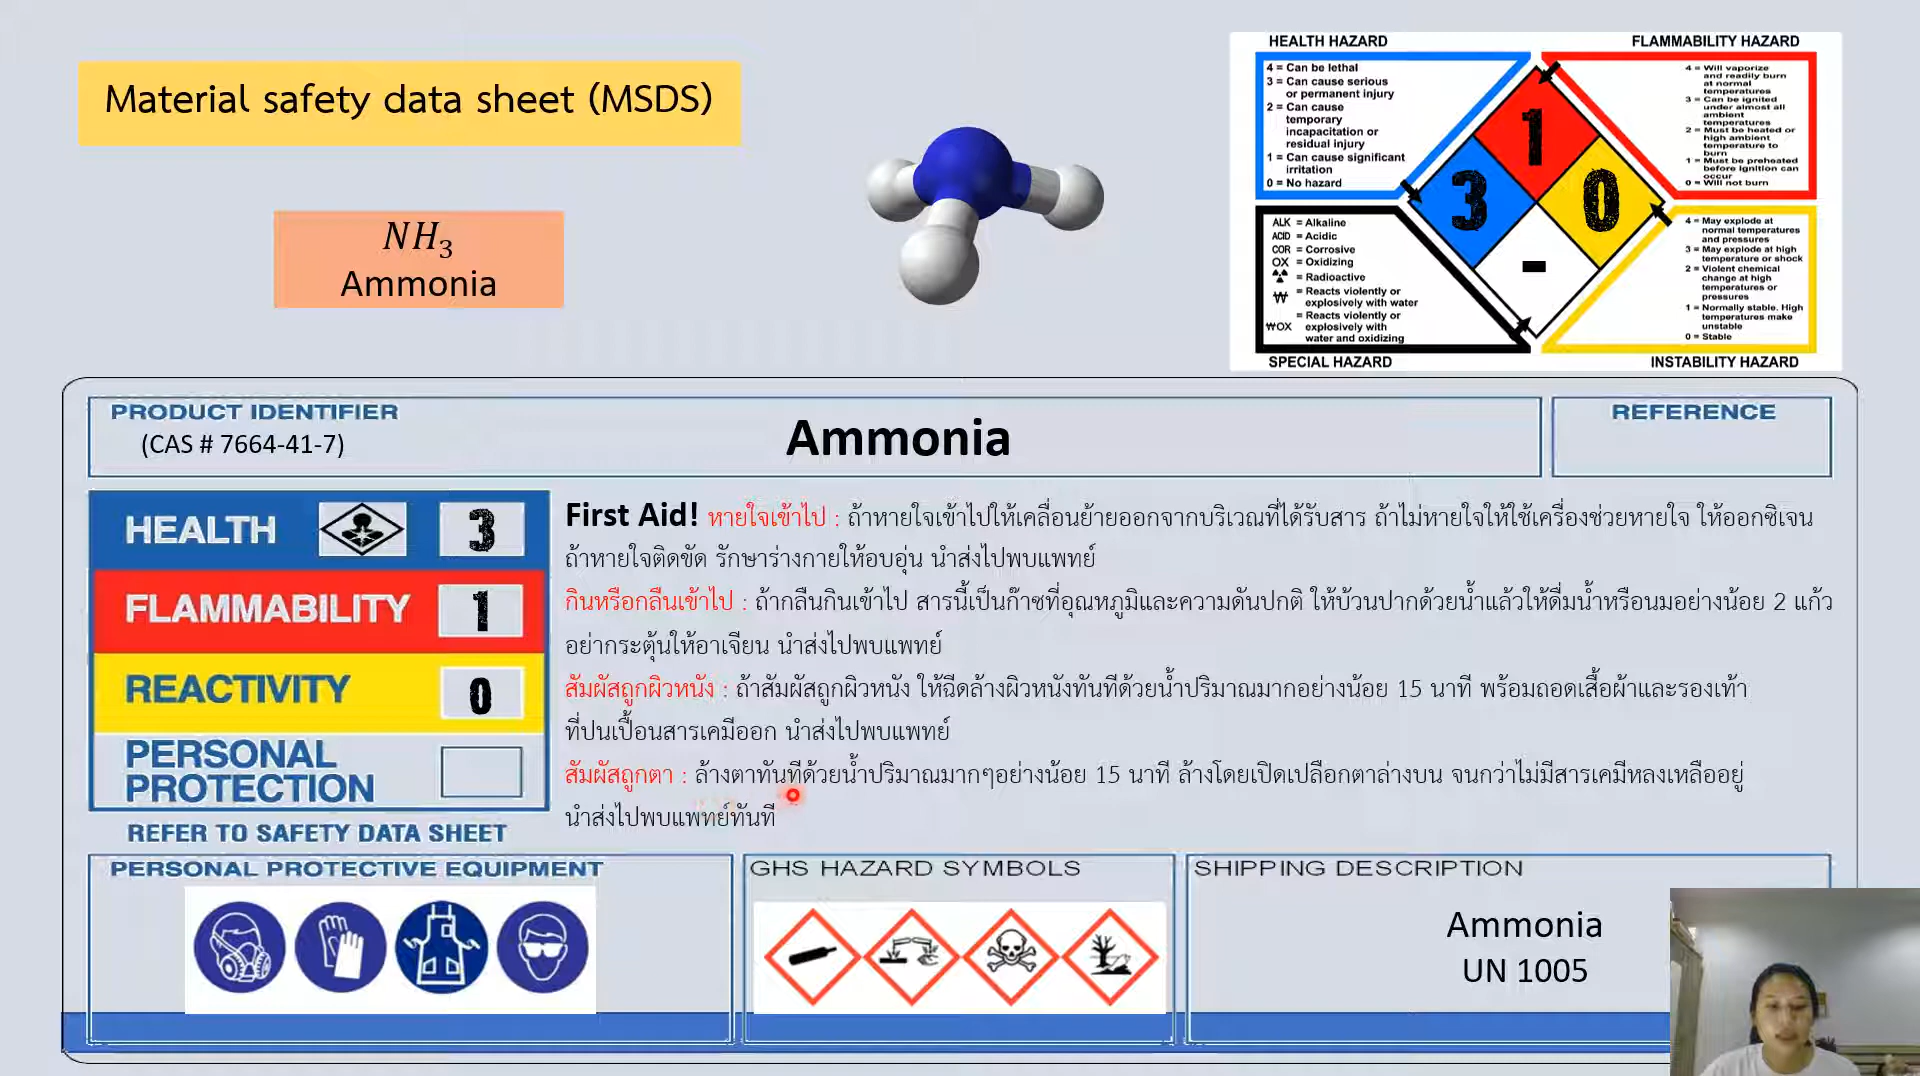 Material safety data sheet (MSDS)
NH3
Ammonia
HEALTH HAZARD
4 = Can be lethal
3 = Can cause serious
or permanent injury
2 = Can cause
temporary
incapacitation or
residual injury
1 = Can cause significant
irritation
0 = No hazard
FLAMMABILITY HAZARD
4 = Will vaporize
and readily burn
at normal
temperatures
3 = Can be ignited
under almost all
ambient
temperatures
2 = Must be heated or
high ambient
temperature to
burn
1 = Must be preheated
before ignition can
occur
0 = Will not burn
1
3
0
-
ALK = Alkaline
ACID = Acidic
COR = Corrosive
OX = Oxidizing
= Radioactive
W = Reacts violently or
explosively with water
WOX = Reacts violently or
explosively with
water and oxidizing
SPECIAL HAZARD
4 = May explode at
normal temperatures
and pressures
3 = May explode at high
temperature or shock
2 = Violent chemical
change at high
temperatures or
pressures
1 = Normally stable. High
temperatures make
unstable
0 = Stable
INSTABILITY HAZARD
PRODUCT IDENTIFIER
(CAS # 7664-41-7)
Ammonia
REFERENCE
HEALTH 3
FLAMMABILITY 1
REACTIVITY 0
PERSONAL
PROTECTION
REFER TO SAFETY DATA SHEET
First Aid! หายใจเข้าไป : ถ้าหายใจเข้าไปให้เคลื่อนย้ายออกจากบริเวณที่ได้รับสาร ถ้าไม่หายใจให้ใช้เครื่องช่วยหายใจ ให้ออกซิเจน
ถ้าหายใจติดขัด รักษาร่างกายให้อบอุ่น นำส่งไปพบแพทย์
กินหรือกลืนเข้าไป : ถ้ากลืนกินเข้าไป สารนี้เป็นก๊าซที่อุณหภูมิและความดันปกติ ให้บ้วนปากด้วยน้ำแล้วให้ดื่มน้ำหรือนมอย่างน้อย 2 แก้ว
อย่ากระตุ้นให้อาเจียน นำส่งไปพบแพทย์
สัมผัสถูกผิวหนัง : ถ้าสัมผัสถูกผิวหนัง ให้ฉีดล้างผิวหนังทันทีด้วยน้ำปริมาณมากอย่างน้อย 15 นาที พร้อมถอดเสื้อผ้าและรองเท้า
ที่ปนเปื้อนสารเคมีออก นำส่งไปพบแพทย์
สัมผัสถูกตา : ล้างตาทันทีด้วยน้ำปริมาณมากๆอย่างน้อย 15 นาที ล้างโดยเปิดเปลือกตาล่างบน จนกว่าไม่มีสารเคมีหลงเหลืออยู่
นำส่งไปพบแพทย์ทันที
PERSONAL PROTECTIVE EQUIPMENT
GHS HAZARD SYMBOLS
SHIPPING DESCRIPTION
Ammonia
UN 1005